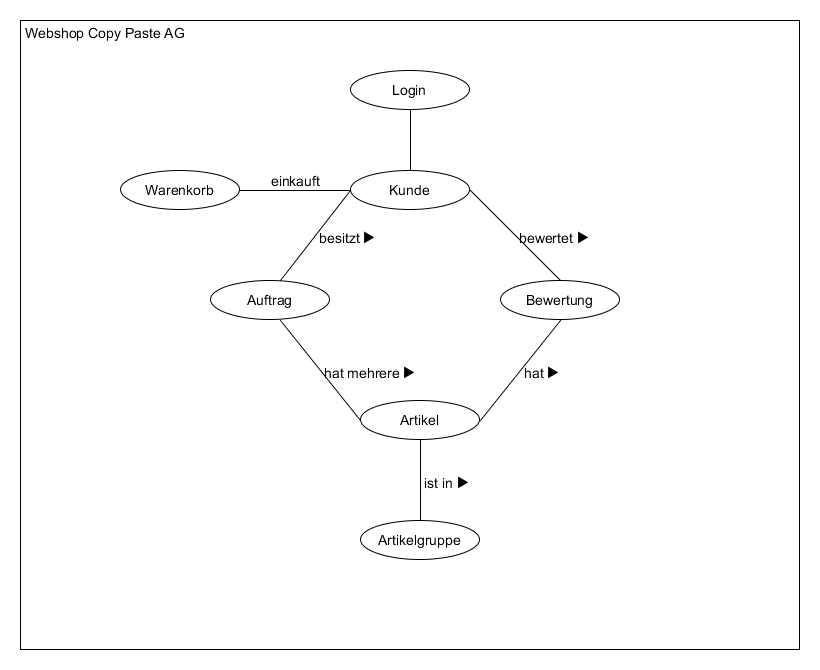 Webshop Copy Paste AG
Login
Warenkorb
einkauft
Kunde
besitzt ▶
bewertet ▶
Auftrag
Bewertung
hat mehrere ▶
hat ▶
Artikel
ist in ▶
Artikelgruppe